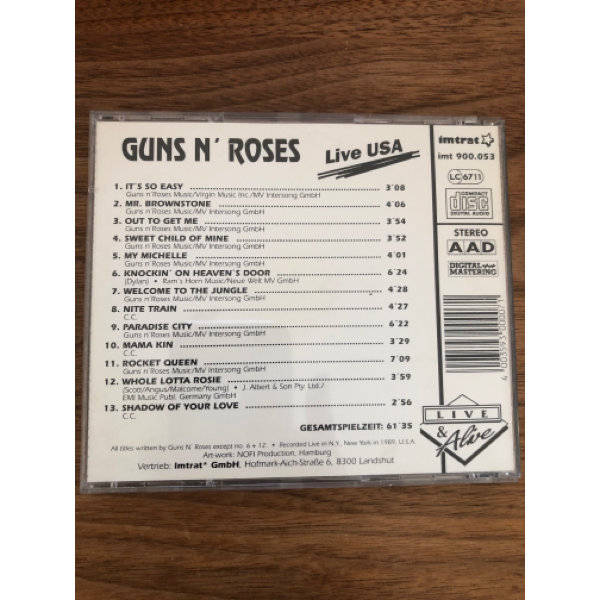 GUNS N' ROSES
Live USA
1. IT'S SO EASY 3'08
Guns n'Roses Music/Virgin Music Inc./MV Intersong GmbH
2. MR. BROWNSTONE 4'06
Guns n'Roses Music/MV Intersong GmbH
3. OUT TO GET ME 3'54
Guns n'Roses Music/MV Intersong GmbH
4. SWEET CHILD OF MINE 3'52
Guns n'Roses Music/MV Intersong GmbH
5. MY MICHELLE 4'01
Guns n'Roses Music/MV Intersong GmbH
6. KNOCKIN' ON HEAVEN'S DOOR 6'24
(Dylan) • Ram's Horn Music/Neue Welt MV GmbH
7. WELCOME TO THE JUNGLE 4'28
Guns n'Roses Music/MV Intersong GmbH
8. NITE TRAIN 4'27
C.C.
9. PARADISE CITY 6'22
Guns n'Roses Music/MV Intersong GmbH
10. MAMA KIN 3'29
C.C.
11. ROCKET QUEEN 7'09
Guns n'Roses Music/MV Intersong GmbH
12. WHOLE LOTTA ROSIE 3'59
(Scott/Angus/Malcome/Young) • J. Albert & Son Pty. Ltd./
EMI Music Publ. Germany GmbH
13. SHADOW OF YOUR LOVE 2'56
C.C.
GESAMTSPIELZEIT: 61'35
All titles written by Guns N' Roses except no. 6 + 12. • Recorded Live in N.Y., New York in 1989, U.S.A.
Art-work: NOFI Production, Hamburg
Vertrieb: Imtrat* GmbH, Hofmark-Aich-Straße 6, 8300 Landshut
imtrat
imt 900.053
LC 6711
COMPACT
disc
DIGITAL AUDIO
STEREO
AAD
DIGITAL
MASTERING
4 003593 000071
LIVE
& Alive